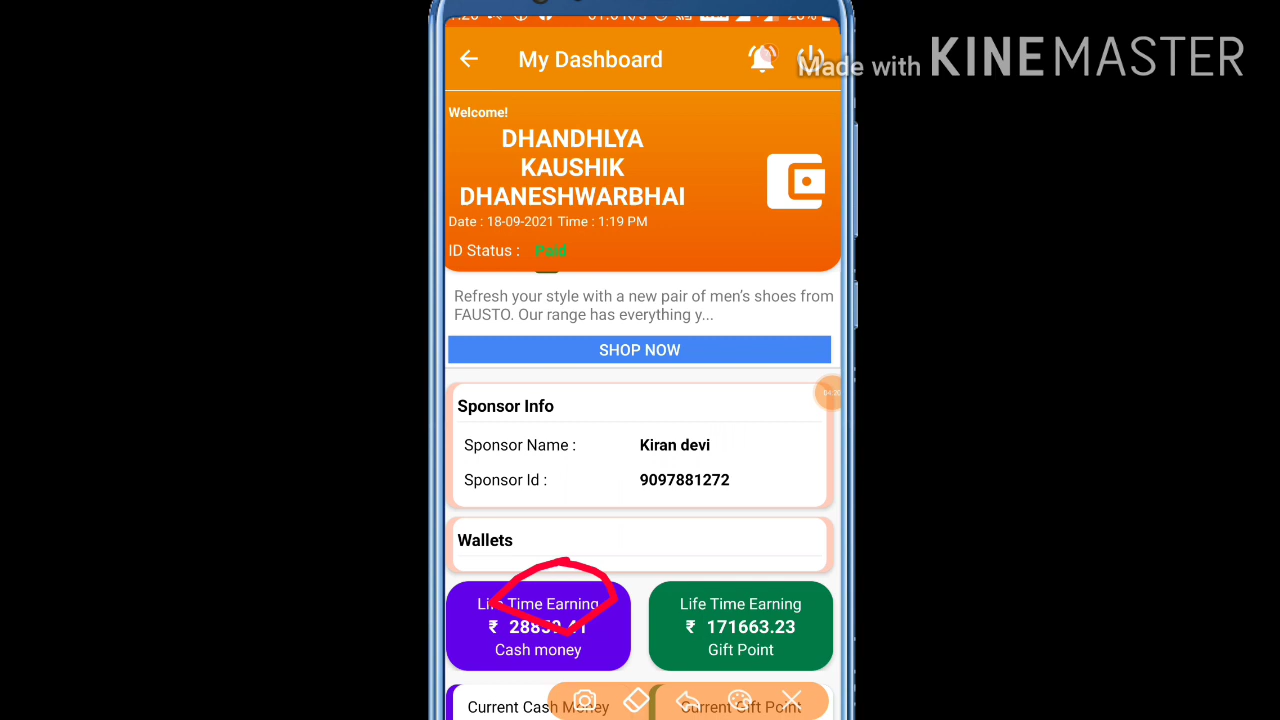 My Dashboard
Made with KINEMASTER
Welcome!
DHANDHLYA
KAUSHIK
DHANESHWARBHAI
Date : 18-09-2021 Time : 1:19 PM
ID Status : Paid
Refresh your style with a new pair of men's shoes from
FAUSTO. Our range has everything y...
SHOP NOW
Sponsor Info
Sponsor Name : Kiran devi
Sponsor Id : 9097881272
Wallets
Life Time Earning
Cash money
Life Time Earning
₹ 171663.23
Gift Point
Current Cash Money
Current Gift Point